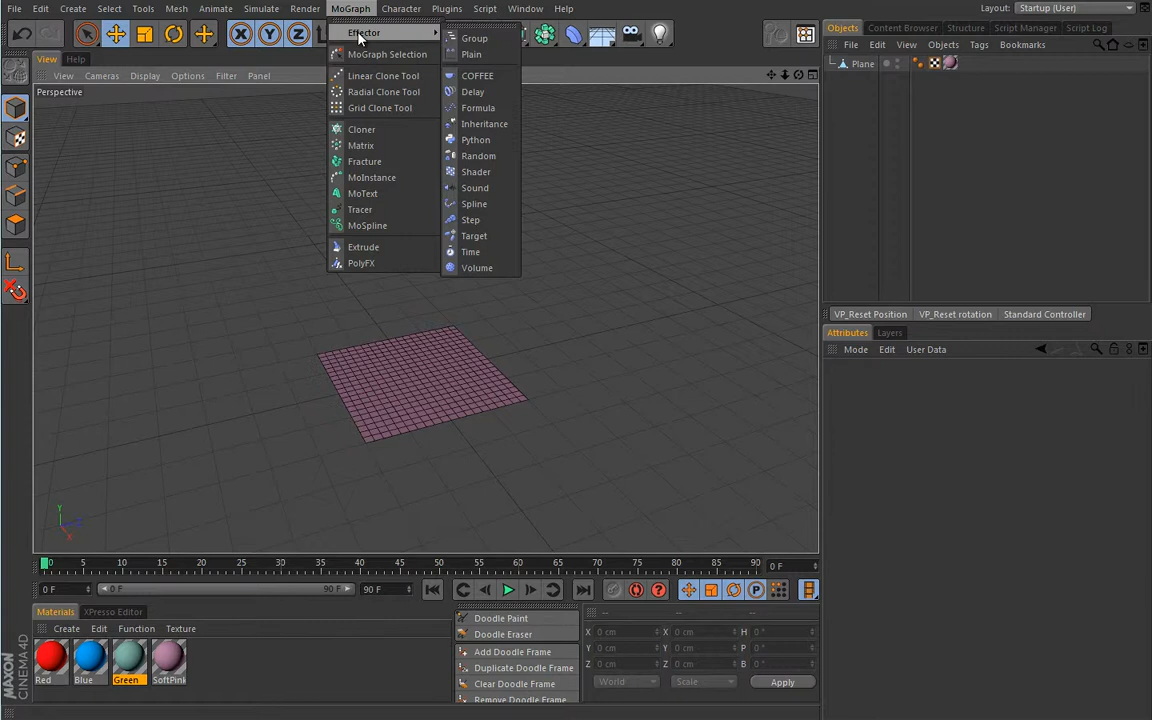 File Edit Create Select Tools Mesh Animate Simulate Render MoGraph Character Plugins Script Window Help Layout: Startup (User)
Effector
MoGraph Selection
Linear Clone Tool
Radial Clone Tool
Grid Clone Tool
Cloner
Matrix
Fracture
MoInstance
MoText
Tracer
MoSpline
Extrude
PolyFX
Group
Plain
COFFEE
Delay
Formula
Inheritance
Python
Random
Shader
Sound
Spline
Step
Target
Time
Volume
X Y Z
View Help
View Cameras Display Options Filter Panel
Perspective
Y
Z
X
Objects Content Browser Structure Script Manager Script Log
File Edit View Objects Tags Bookmarks
Plane
VP_Reset Position VP_Reset rotation Standard Controller
Attributes Layers
Mode Edit User Data
0 5 10 15 20 25 30 35 40 45 50 55 60 65 70 75 80 85 90 0 F
0 F 0 F 90 F 90 F
Materials XPresso Editor
Create Edit Function Texture
Red Blue Green SoftPink
Doodle Paint
Doodle Eraser
Add Doodle Frame
Duplicate Doodle Frame
Clear Doodle Frame
Remove Doodle Frame
-- -- --
X 0 cm X 0 cm H 0 °
Y 0 cm Y 0 cm P 0 °
Z 0 cm Z 0 cm B 0 °
World Scale Apply
MAXON
CINEMA 4D